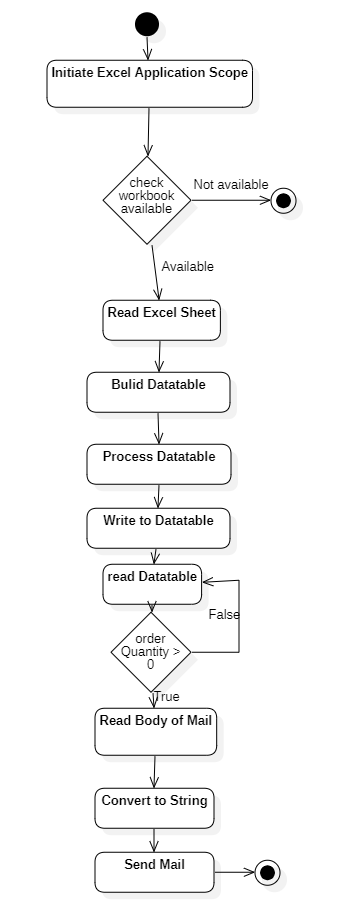 Initiate Excel Application Scope
check
workbook
available
Not available
Available
Read Excel Sheet
Bulid Datatable
Process Datatable
Write to Datatable
read Datatable
False
order
Quantity >
0
True
Read Body of Mail
Convert to String
Send Mail